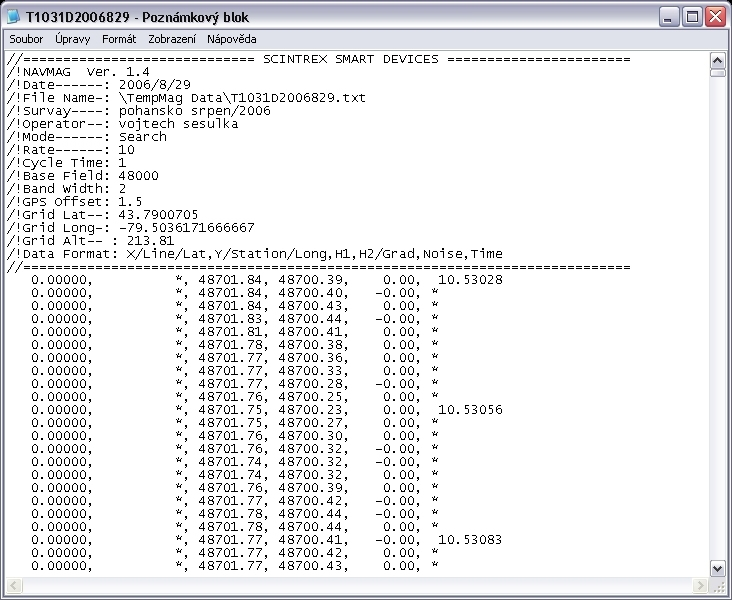 T1031D2006829 - Poznámkový blok
Soubor Úpravy Formát Zobrazení Nápověda
//============================= SCINTREX SMART DEVICES =======================
/!NAVMAG  Ver. 1.4
/!Date------: 2006/8/29
/!File Name-: \TempMag Data\T1031D2006829.txt
/!Survay----: pohansko srpen/2006
/!Operator--: vojtech sesulka
/!Mode------: Search
/!Rate------: 10
/!Cycle Time: 1
/!Base Field: 48000
/!Band Width: 2
/!GPS Offset: 1.5
/!Grid Lat--: 43.7900705
/!Grid Long-: -79.5036171666667
/!Grid Alt-- : 213.81
/!Data Format: X/Line/Lat,Y/Station/Long,H1,H2/Grad,Noise,Time
//==============================================================================
0.00000,          *, 48701.84, 48700.39,    0.00,  10.53028
0.00000,          *, 48701.84, 48700.40,   -0.00, *
0.00000,          *, 48701.84, 48700.43,    0.00, *
0.00000,          *, 48701.83, 48700.44,   -0.00, *
0.00000,          *, 48701.81, 48700.41,    0.00, *
0.00000,          *, 48701.78, 48700.38,    0.00, *
0.00000,          *, 48701.77, 48700.36,    0.00, *
0.00000,          *, 48701.77, 48700.33,    0.00, *
0.00000,          *, 48701.77, 48700.28,   -0.00, *
0.00000,          *, 48701.76, 48700.25,    0.00, *
0.00000,          *, 48701.75, 48700.23,    0.00,  10.53056
0.00000,          *, 48701.75, 48700.27,    0.00, *
0.00000,          *, 48701.76, 48700.30,    0.00, *
0.00000,          *, 48701.76, 48700.32,   -0.00, *
0.00000,          *, 48701.74, 48700.32,   -0.00, *
0.00000,          *, 48701.74, 48700.32,    0.00, *
0.00000,          *, 48701.76, 48700.39,    0.00, *
0.00000,          *, 48701.77, 48700.42,   -0.00, *
0.00000,          *, 48701.78, 48700.44,   -0.00, *
0.00000,          *, 48701.78, 48700.44,    0.00, *
0.00000,          *, 48701.77, 48700.41,   -0.00,  10.53083
0.00000,          *, 48701.77, 48700.42,    0.00, *
0.00000,          *, 48701.77, 48700.43,    0.00, *